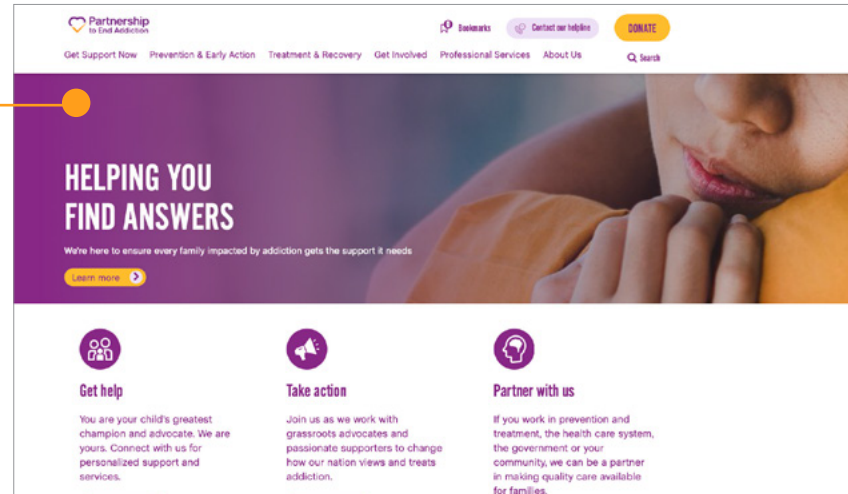 Partnership
to End Addiction
0 Bookmarks
Contact our helpline
DONATE
Get Support Now Prevention & Early Action Treatment & Recovery Get Involved Professional Services About Us
Search
HELPING YOU
FIND ANSWERS
We're here to ensure every family impacted by addiction gets the support it needs
Learn more
Get help
You are your child's greatest
champion and advocate. We are
yours. Connect with us for
personalized support and
services.
Take action
Join us as we work with
grassroots advocates and
passionate supporters to change
how our nation views and treats
addiction.
Partner with us
If you work in prevention and
treatment, the health care system,
the government or your
community, we can be a partner
in making quality care available
for families.